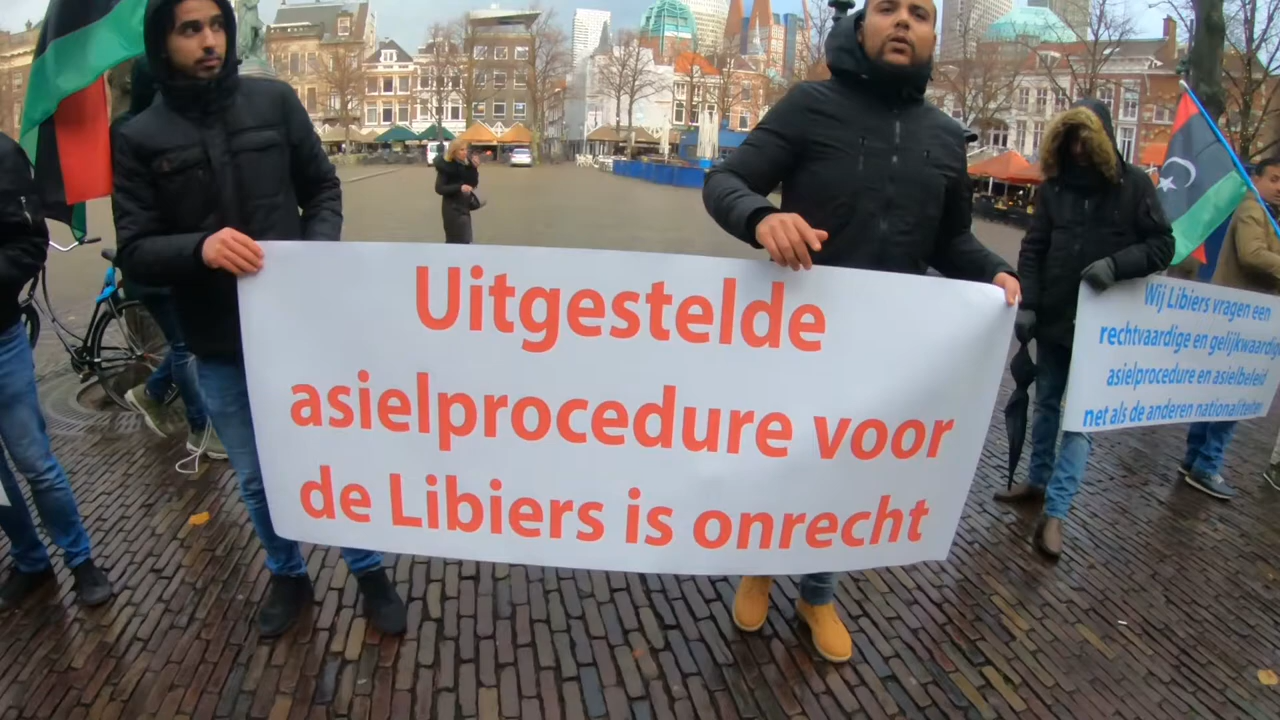 Uitgestelde
asielprocedure voor
de Libiers is onrecht
Wij Libiers vragen een
rechtvaardige en gelijkwaardig
asielprocedure en asielbeleid
net als de anderen nationaliteiten